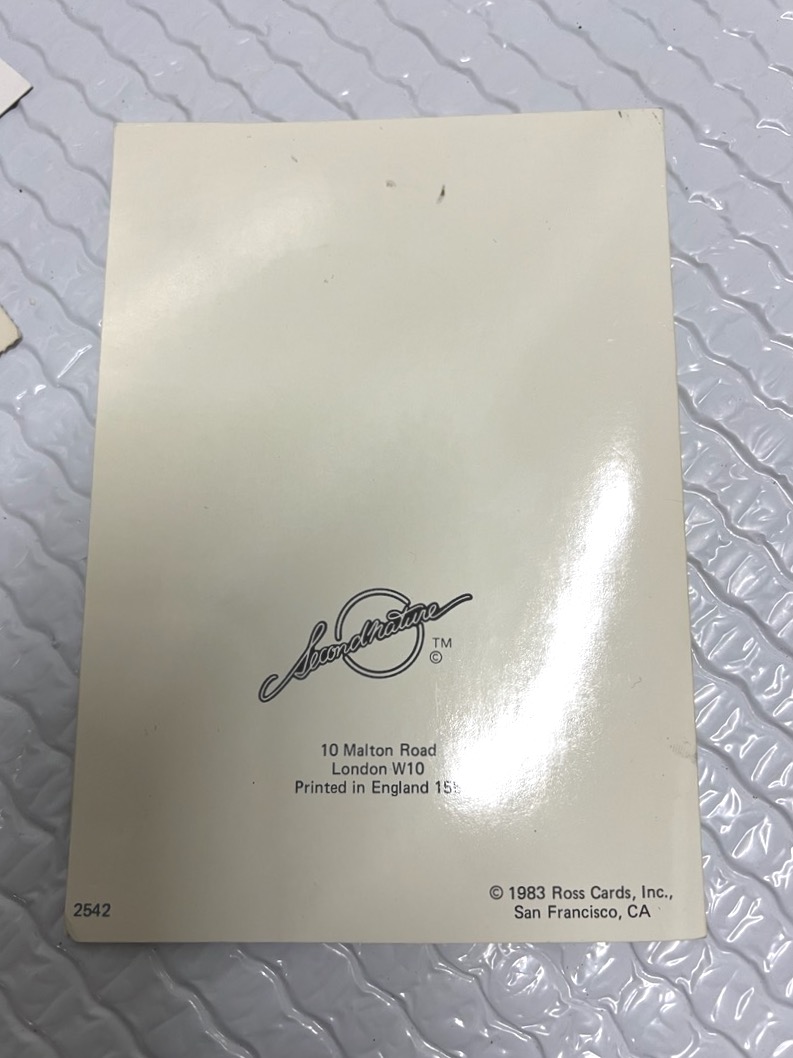 Second nature
TM
©
10 Malton Road
London W10
Printed in England
© 1983 Ross Cards, Inc.,
San Francisco, CA
2542